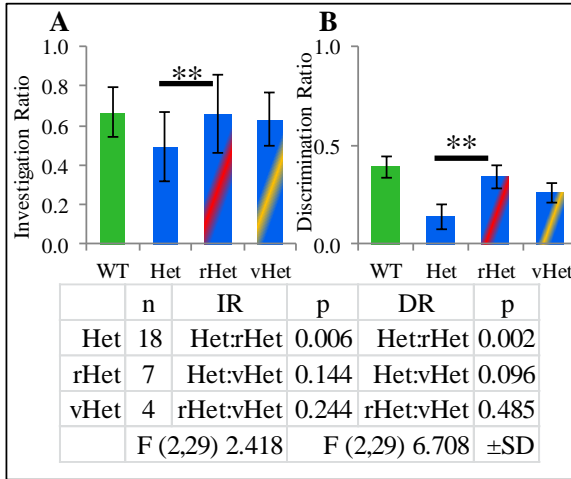 A
B
Investigation Ratio
1.0
0.8
0.6
0.4
0.2
0.0
**
WT Het rHet vHet
Discrimination Ratio
1.0
0.5
0.0
**
WT Het rHet vHet
n IR p DR p
Het 18 Het:rHet 0.006 Het:rHet 0.002
rHet 7 Het:vHet 0.144 Het:vHet 0.096
vHet 4 rHet:vHet 0.244 rHet:vHet 0.485
F (2,29) 2.418 F (2,29) 6.708 ±SD